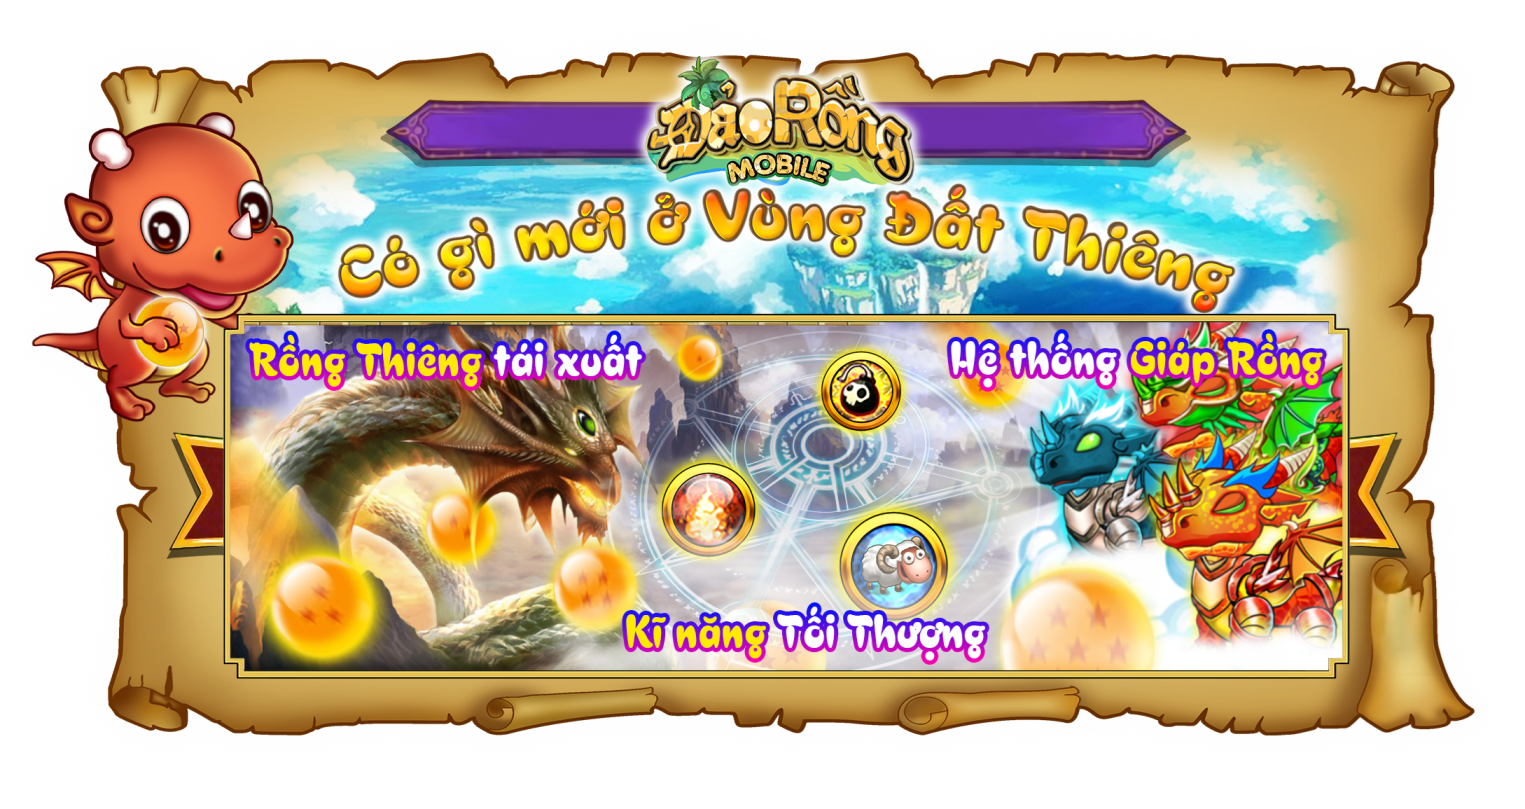 Đảo Rồng
MOBILE
Có gì mới ở Vùng Đất Thiêng
Rồng Thiêng tái xuất
Hệ thống Giáp Rồng
Kĩ năng Tối Thượng